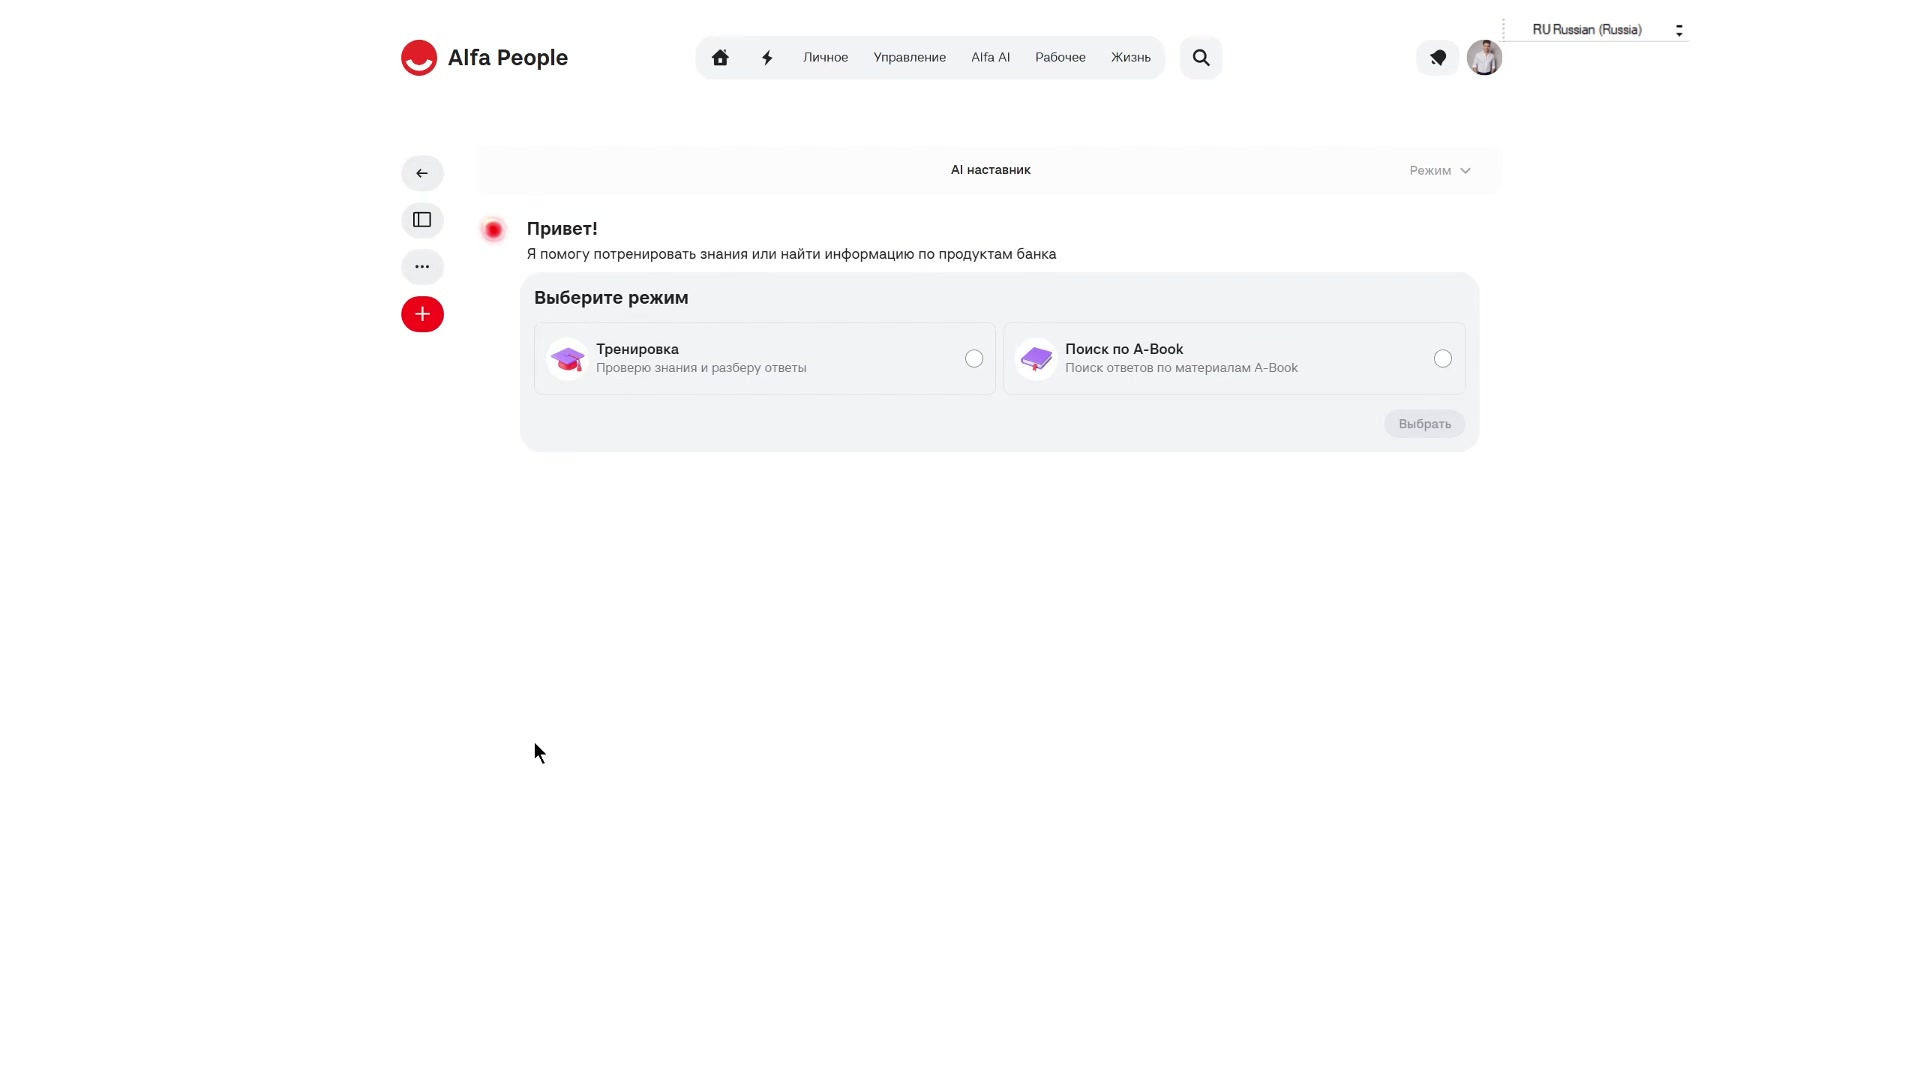 RU Russian (Russia)
Alfa People
Личное Управление Alfa AI Рабочее Жизнь
AI наставник
Режим
Привет!
Я помогу потренировать знания или найти информацию по продуктам банка
Выберите режим
Тренировка
Проверю знания и разберу ответы
Поиск по A-Book
Поиск ответов по материалам A-Book
Выбрать